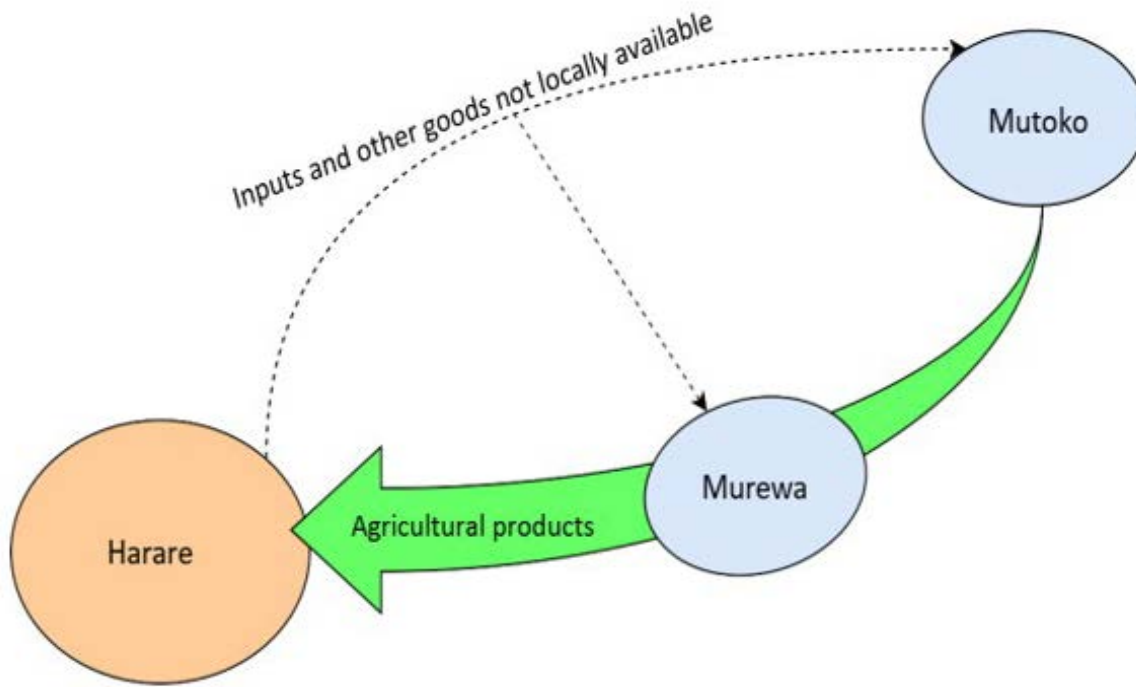 Inputs and other goods not locally available
Mutoko
Murewa
Agricultural products
Harare